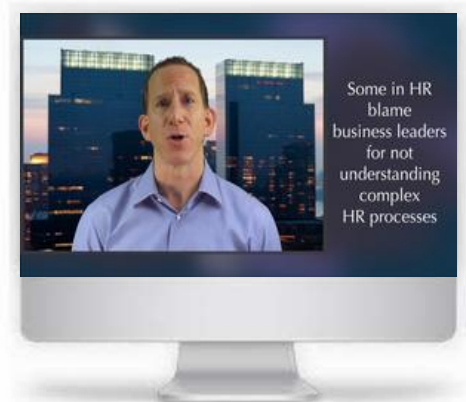 Some in HR
blame
business leaders
for not
understanding
complex
HR processes